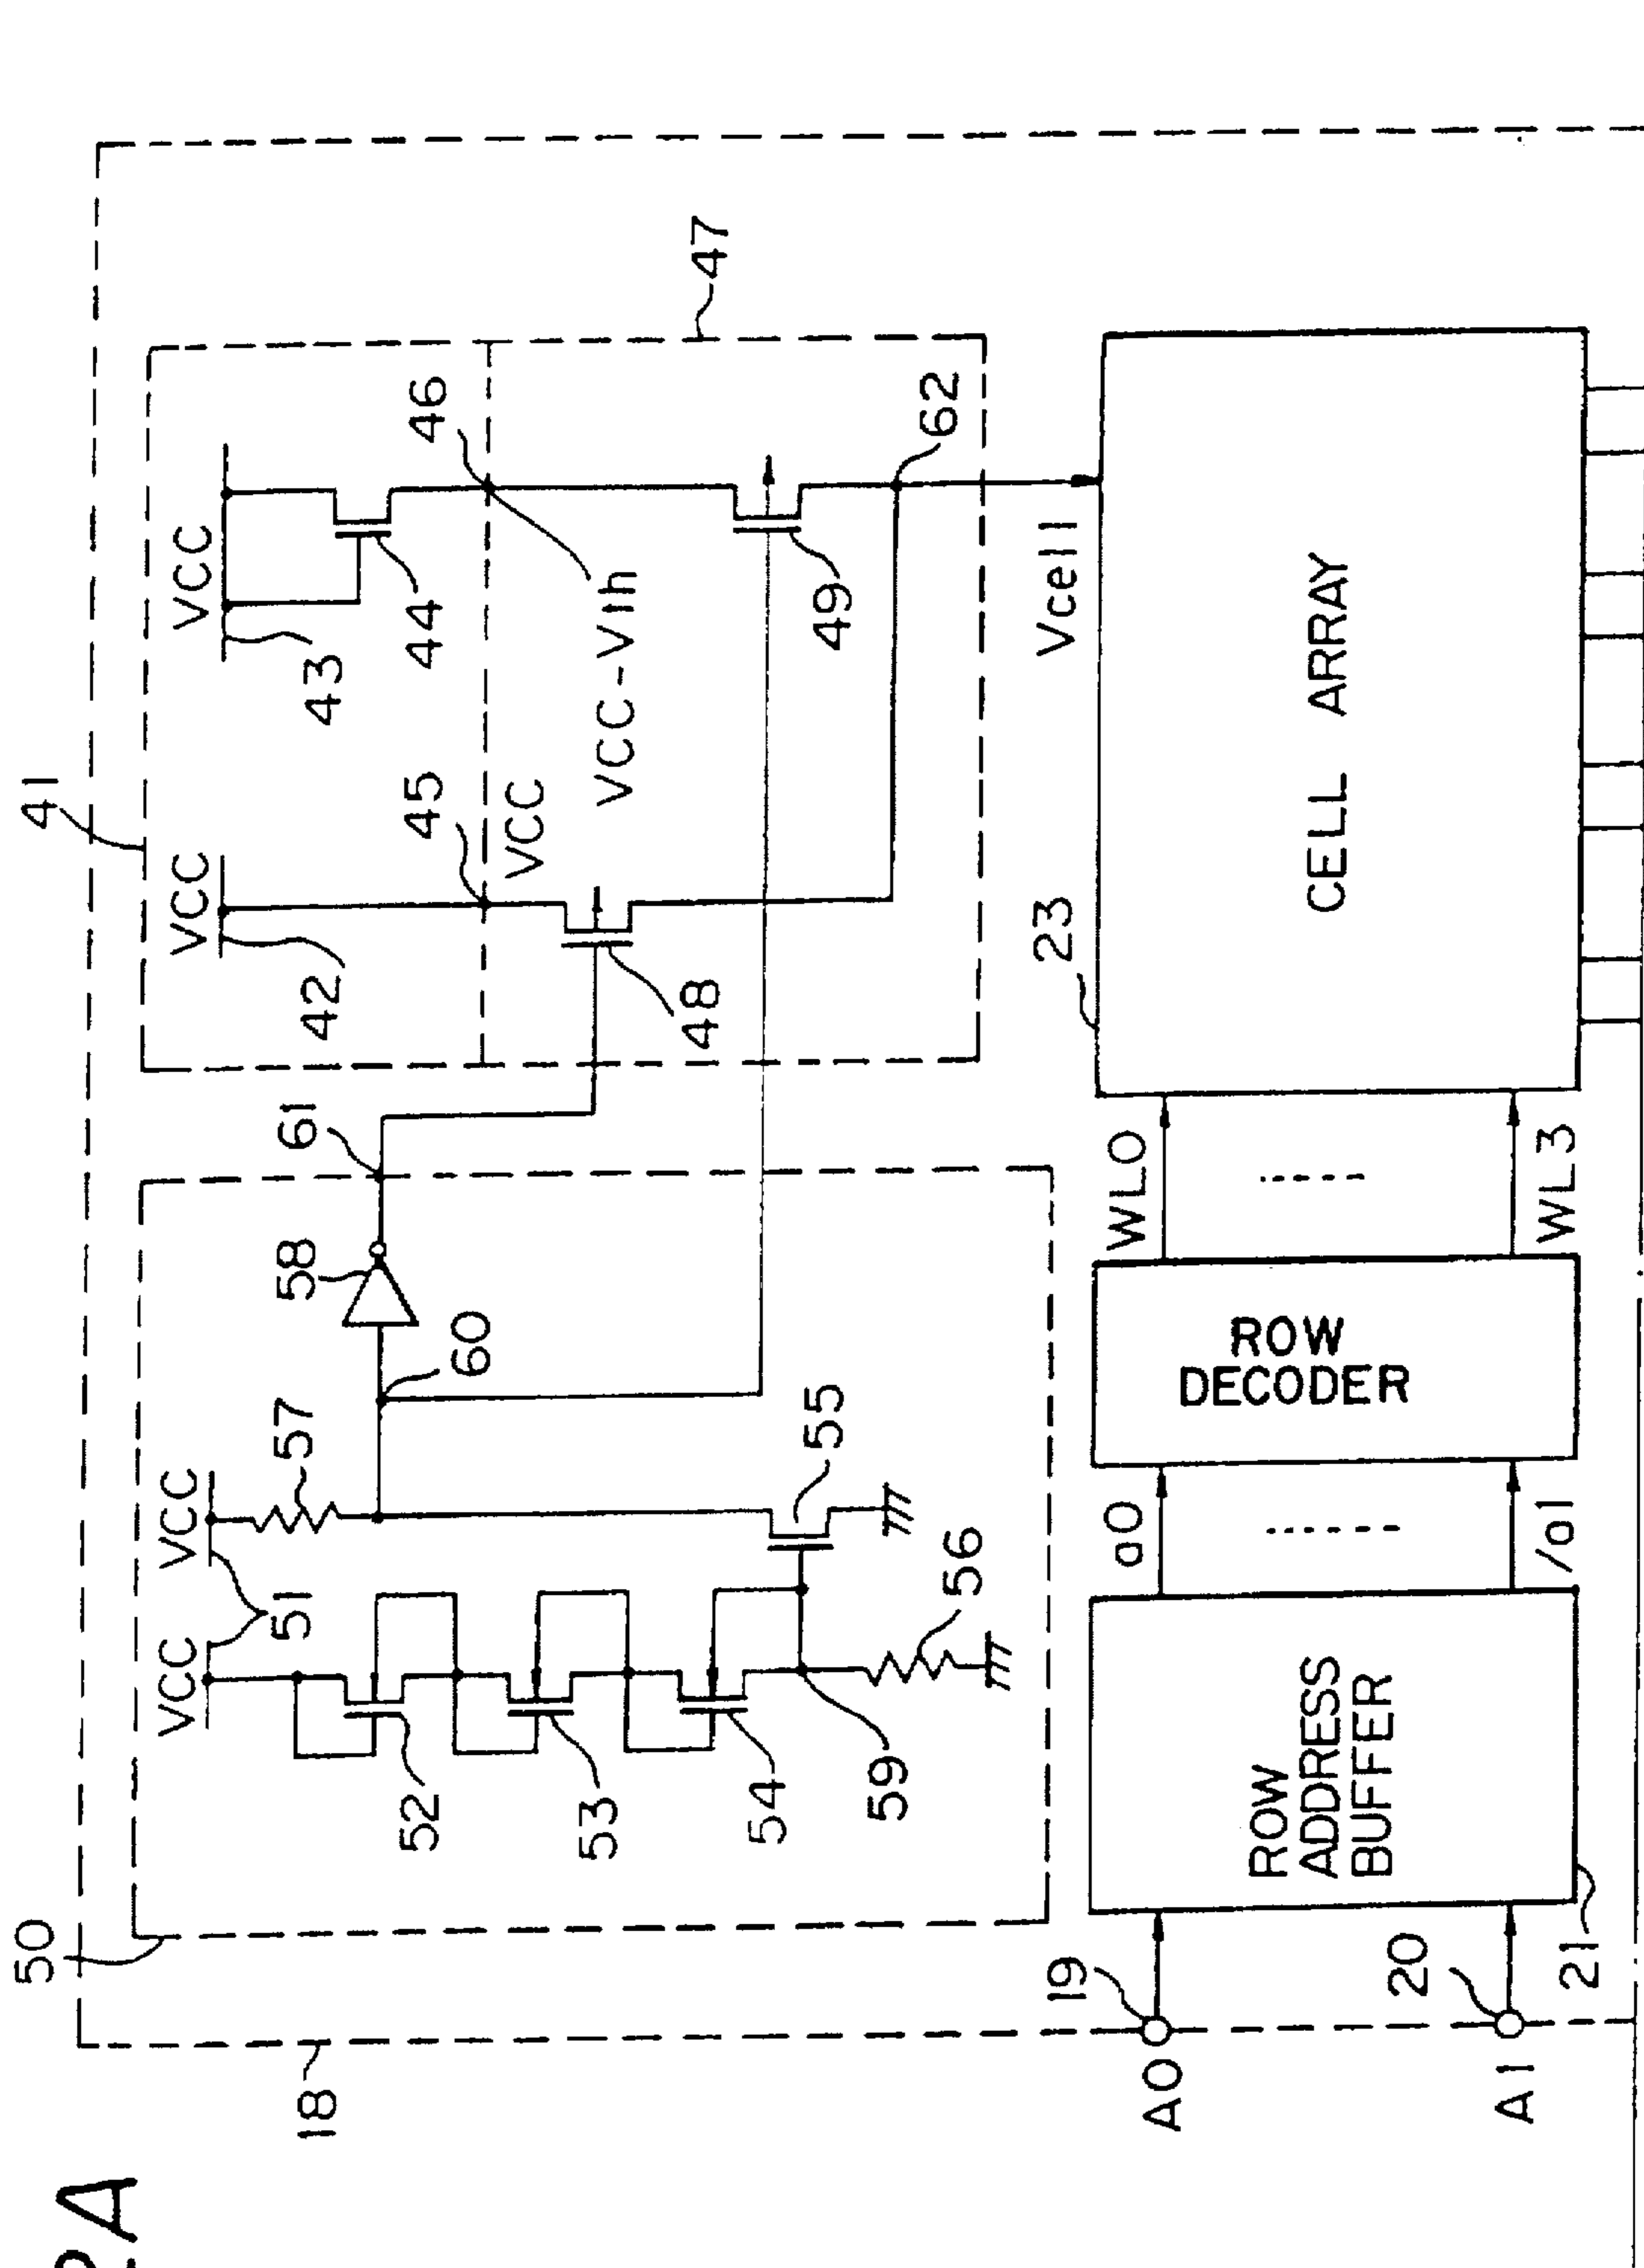 2A
50
41
18
VCC
VCC
VCC
VCC
51
57
58
61
42
43
52
60
45
44
46
VCC
53
VCC-Vth
48
47
54
55
49
59
56
62
19
A0
a0
WL0
23
Vcell
ROW
ADDRESS
BUFFER
ROW
DECODER
CELL ARRAY
20
A1
21
/a1
WL3